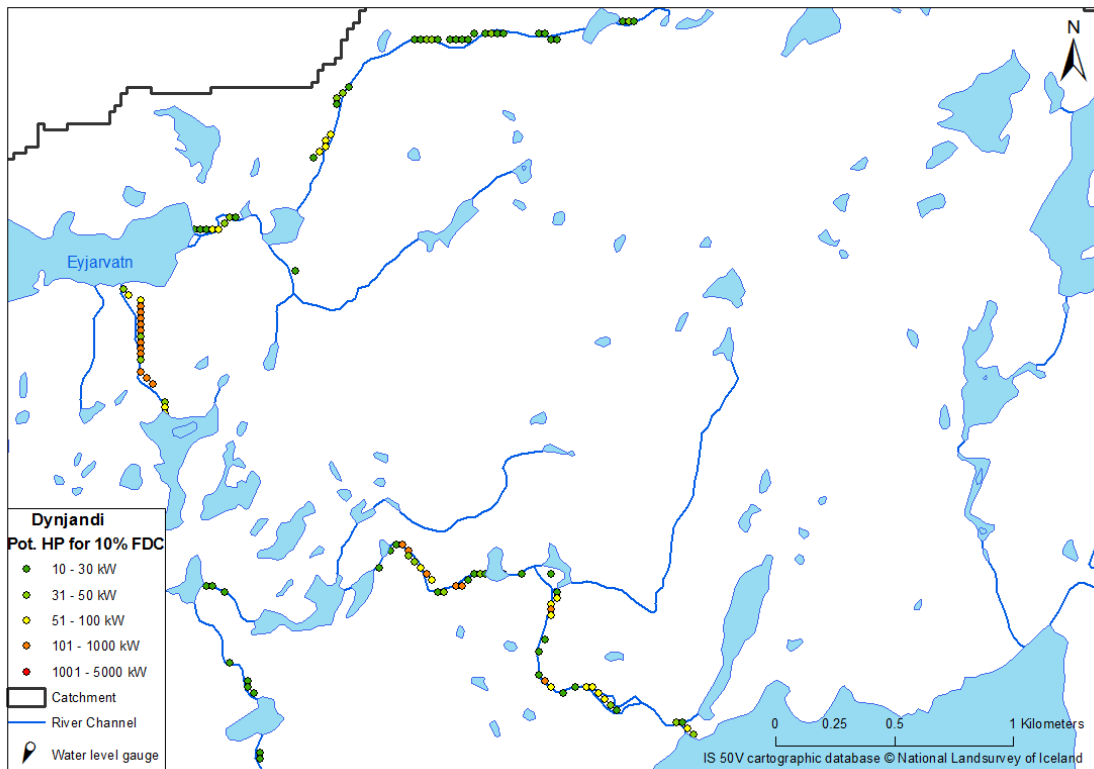 N
Eyjarvatn
Dynjandi
Pot. HP for 10% FDC
10 - 30 kW
31 - 50 kW
51 - 100 kW
101 - 1000 kW
1001 - 5000 kW
Catchment
River Channel
Water level gauge
0 0.25 0.5 1 Kilometers
IS 50V cartographic database © National Landsurvey of Iceland